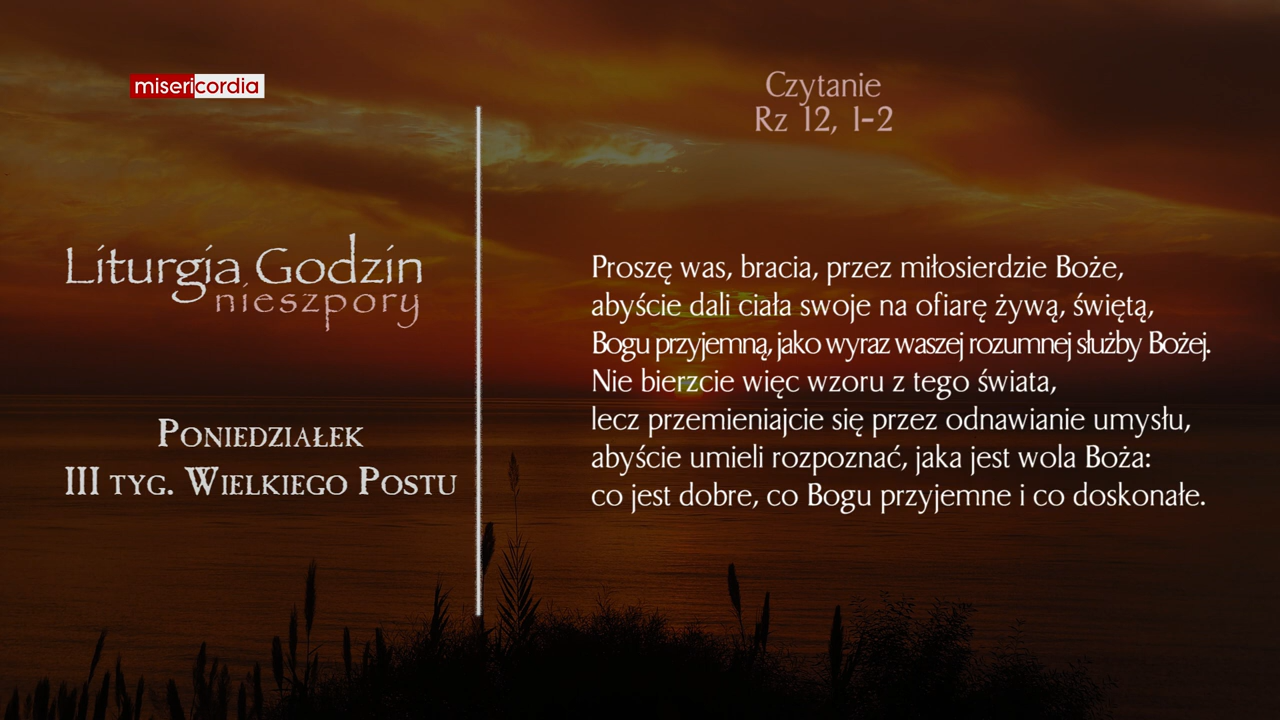 misericordia
Liturgia Godzin
nieszpory
Poniedziałek
III tyg. Wielkiego Postu
Czytanie
Rz 12, 1-2
Proszę was, bracia, przez miłosierdzie Boże,
abyście dali ciała swoje na ofiarę żywą, świętą,
Bogu przyjemną, jako wyraz waszej rozumnej służby Bożej.
Nie bierzcie więc wzoru z tego świata,
lecz przemieniajcie się przez odnawianie umysłu,
abyście umieli rozpoznać, jaka jest wola Boża:
co jest dobre, co Bogu przyjemne i co doskonałe.